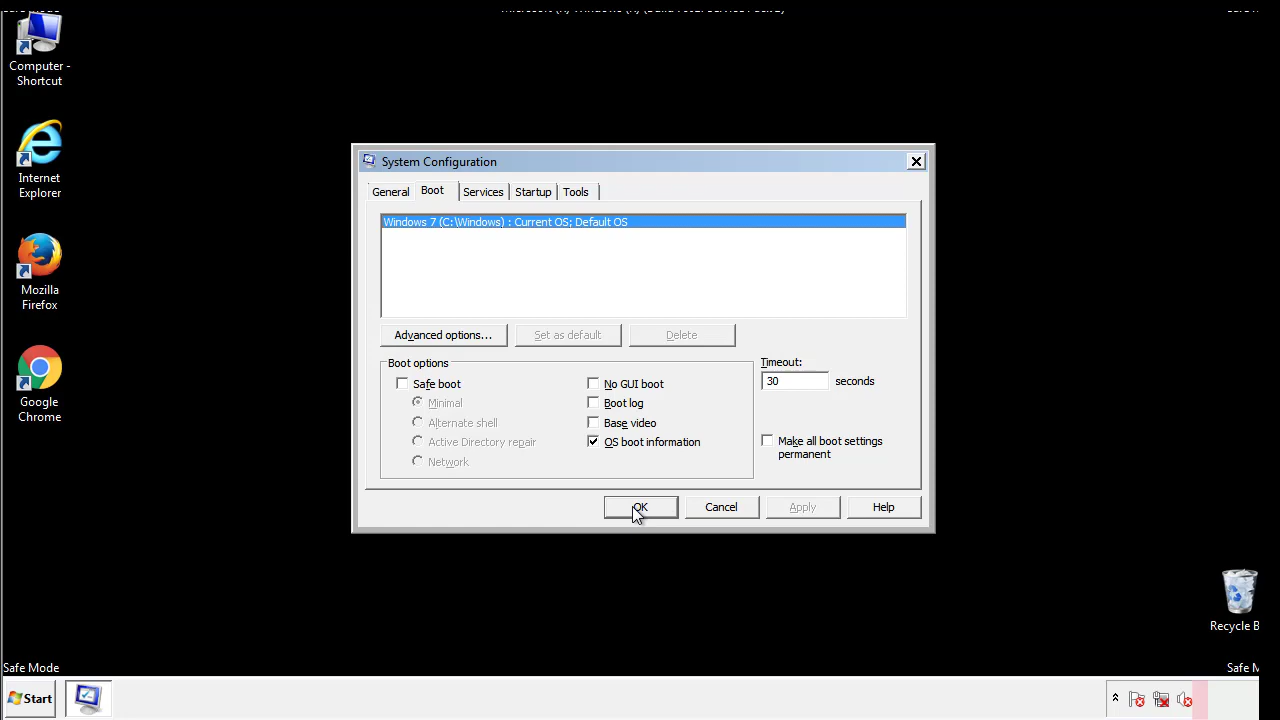 Computer -
Shortcut
Internet
Explorer
Mozilla
Firefox
Google
Chrome
System Configuration
General Boot Services Startup Tools
Windows 7 (C:\Windows) : Current OS; Default OS
Advanced options... Set as default Delete
Boot options
Timeout:
30 seconds
Safe boot
Minimal
Alternate shell
Active Directory repair
Network
No GUI boot
Boot log
Base video
OS boot information
Make all boot settings
permanent
OK Cancel Apply Help
Recycle B
Safe Mode
Safe M
Start